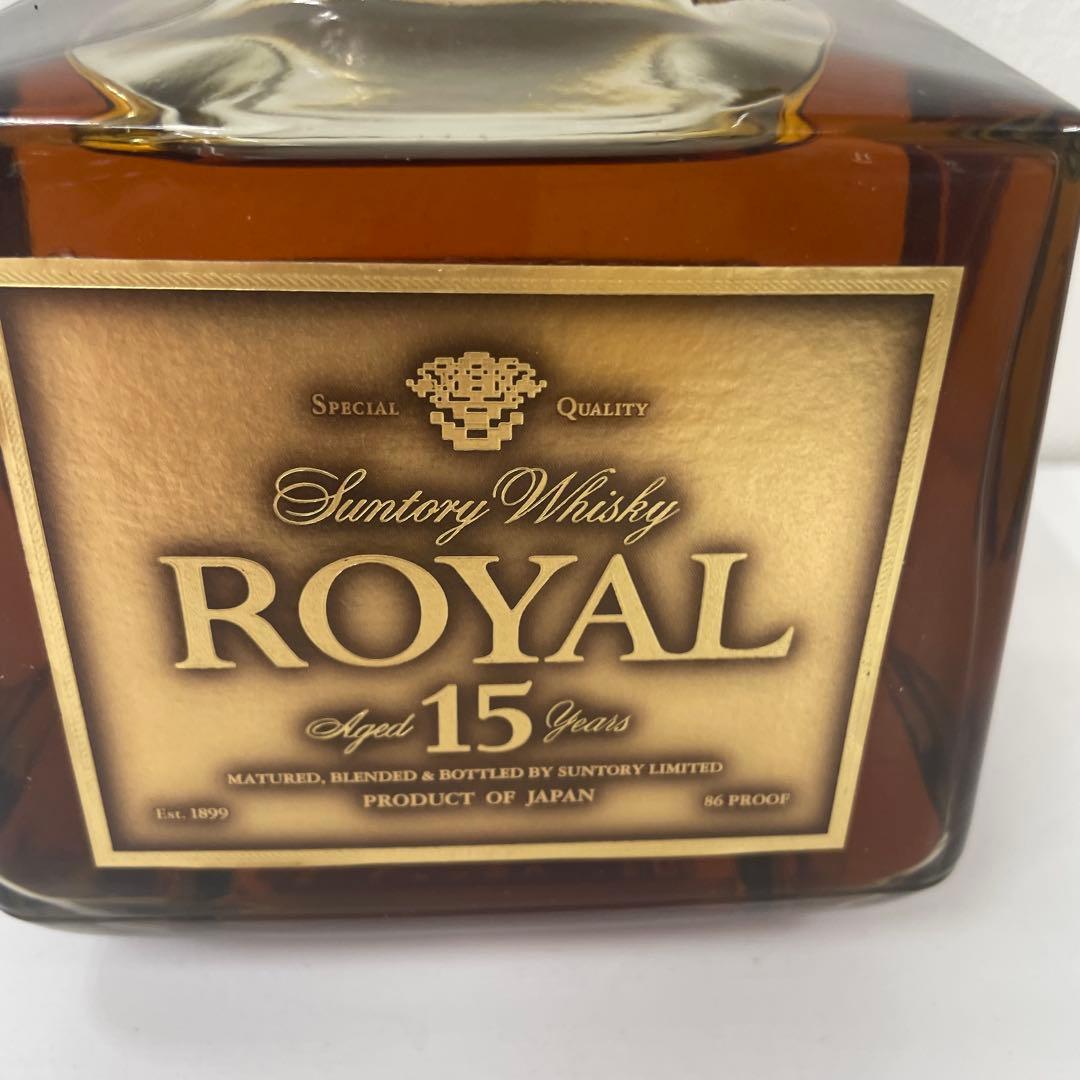 SPECIAL QUALITY
Suntory Whisky
ROYAL
Aged 15 Years
MATURED, BLENDED & BOTTLED BY SUNTORY LIMITED
PRODUCT OF JAPAN
Est. 1899
86 PROOF